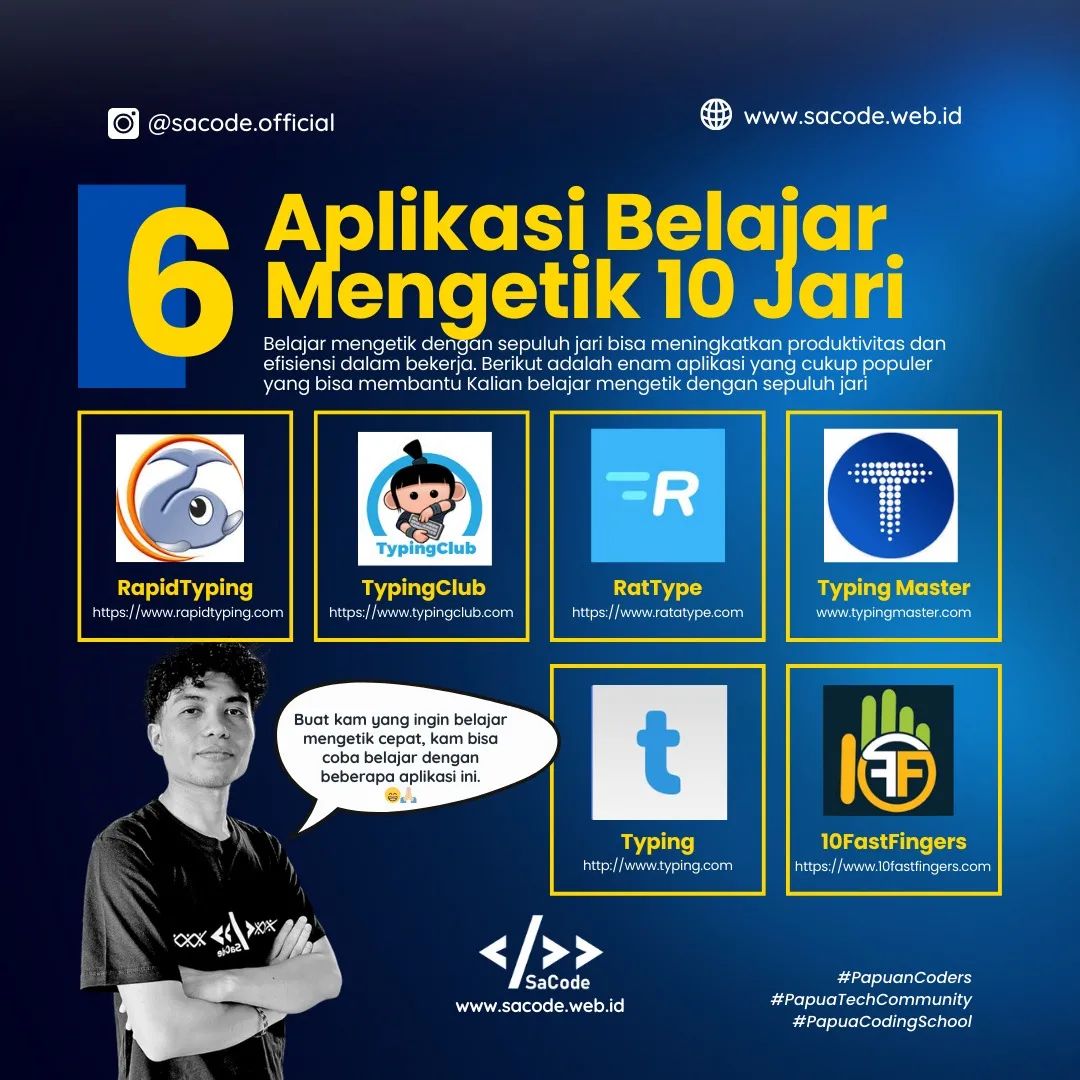 @sacode.official
www.sacode.web.id
6
Aplikasi Belajar
Mengetik 10 Jari
Belajar mengetik dengan sepuluh jari bisa meningkatkan produktivitas dan
efisiensi dalam bekerja. Berikut adalah enam aplikasi yang cukup populer
yang bisa membantu Kalian belajar mengetik dengan sepuluh jari
RapidTyping
https://www.rapidtyping.com
TypingClub
TypingClub
https://www.typingclub.com
R
RatType
https://www.ratatype.com
T
Typing Master
www.typingmaster.com
Buat kam yang ingin belajar
mengetik cepat, kam bisa
coba belajar dengan
beberapa aplikasi ini.
😁🙏🏻
t
Typing
http://www.typing.com
1FF
10FastFingers
https://www.10fastfingers.com
</>>
SaCode
SaCode
www.sacode.web.id
#PapuanCoders
#PapuaTechCommunity
#PapuaCodingSchool